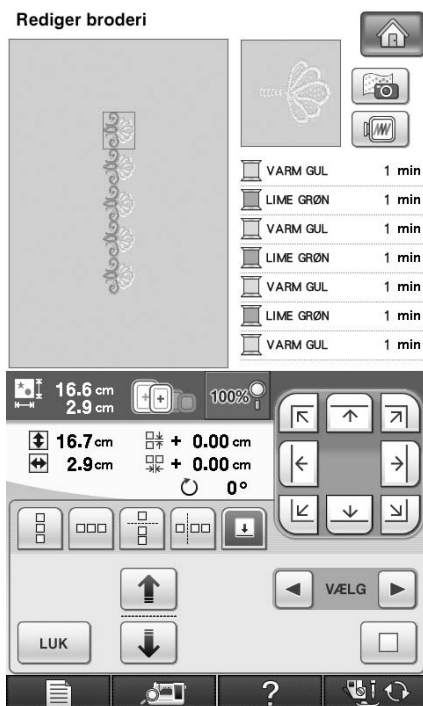 Rediger broderi
VARM GUL 1 min
LIME GRØN 1 min
VARM GUL 1 min
LIME GRØN 1 min
VARM GUL 1 min
LIME GRØN 1 min
VARM GUL 1 min
16.6 cm
2.9 cm
100%
16.7 cm
2.9 cm
+ 0.00 cm
+ 0.00 cm
0°
VÆLG
LUK
?